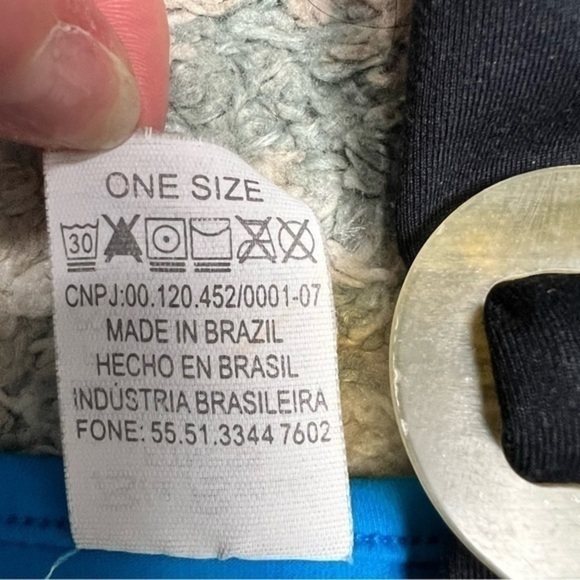 ONE SIZE
30
CNPJ:00.120.452/0001-07
MADE IN BRAZIL
HECHO EN BRASIL
INDÚSTRIA BRASILEIRA
FONE: 55.51.3344 7602